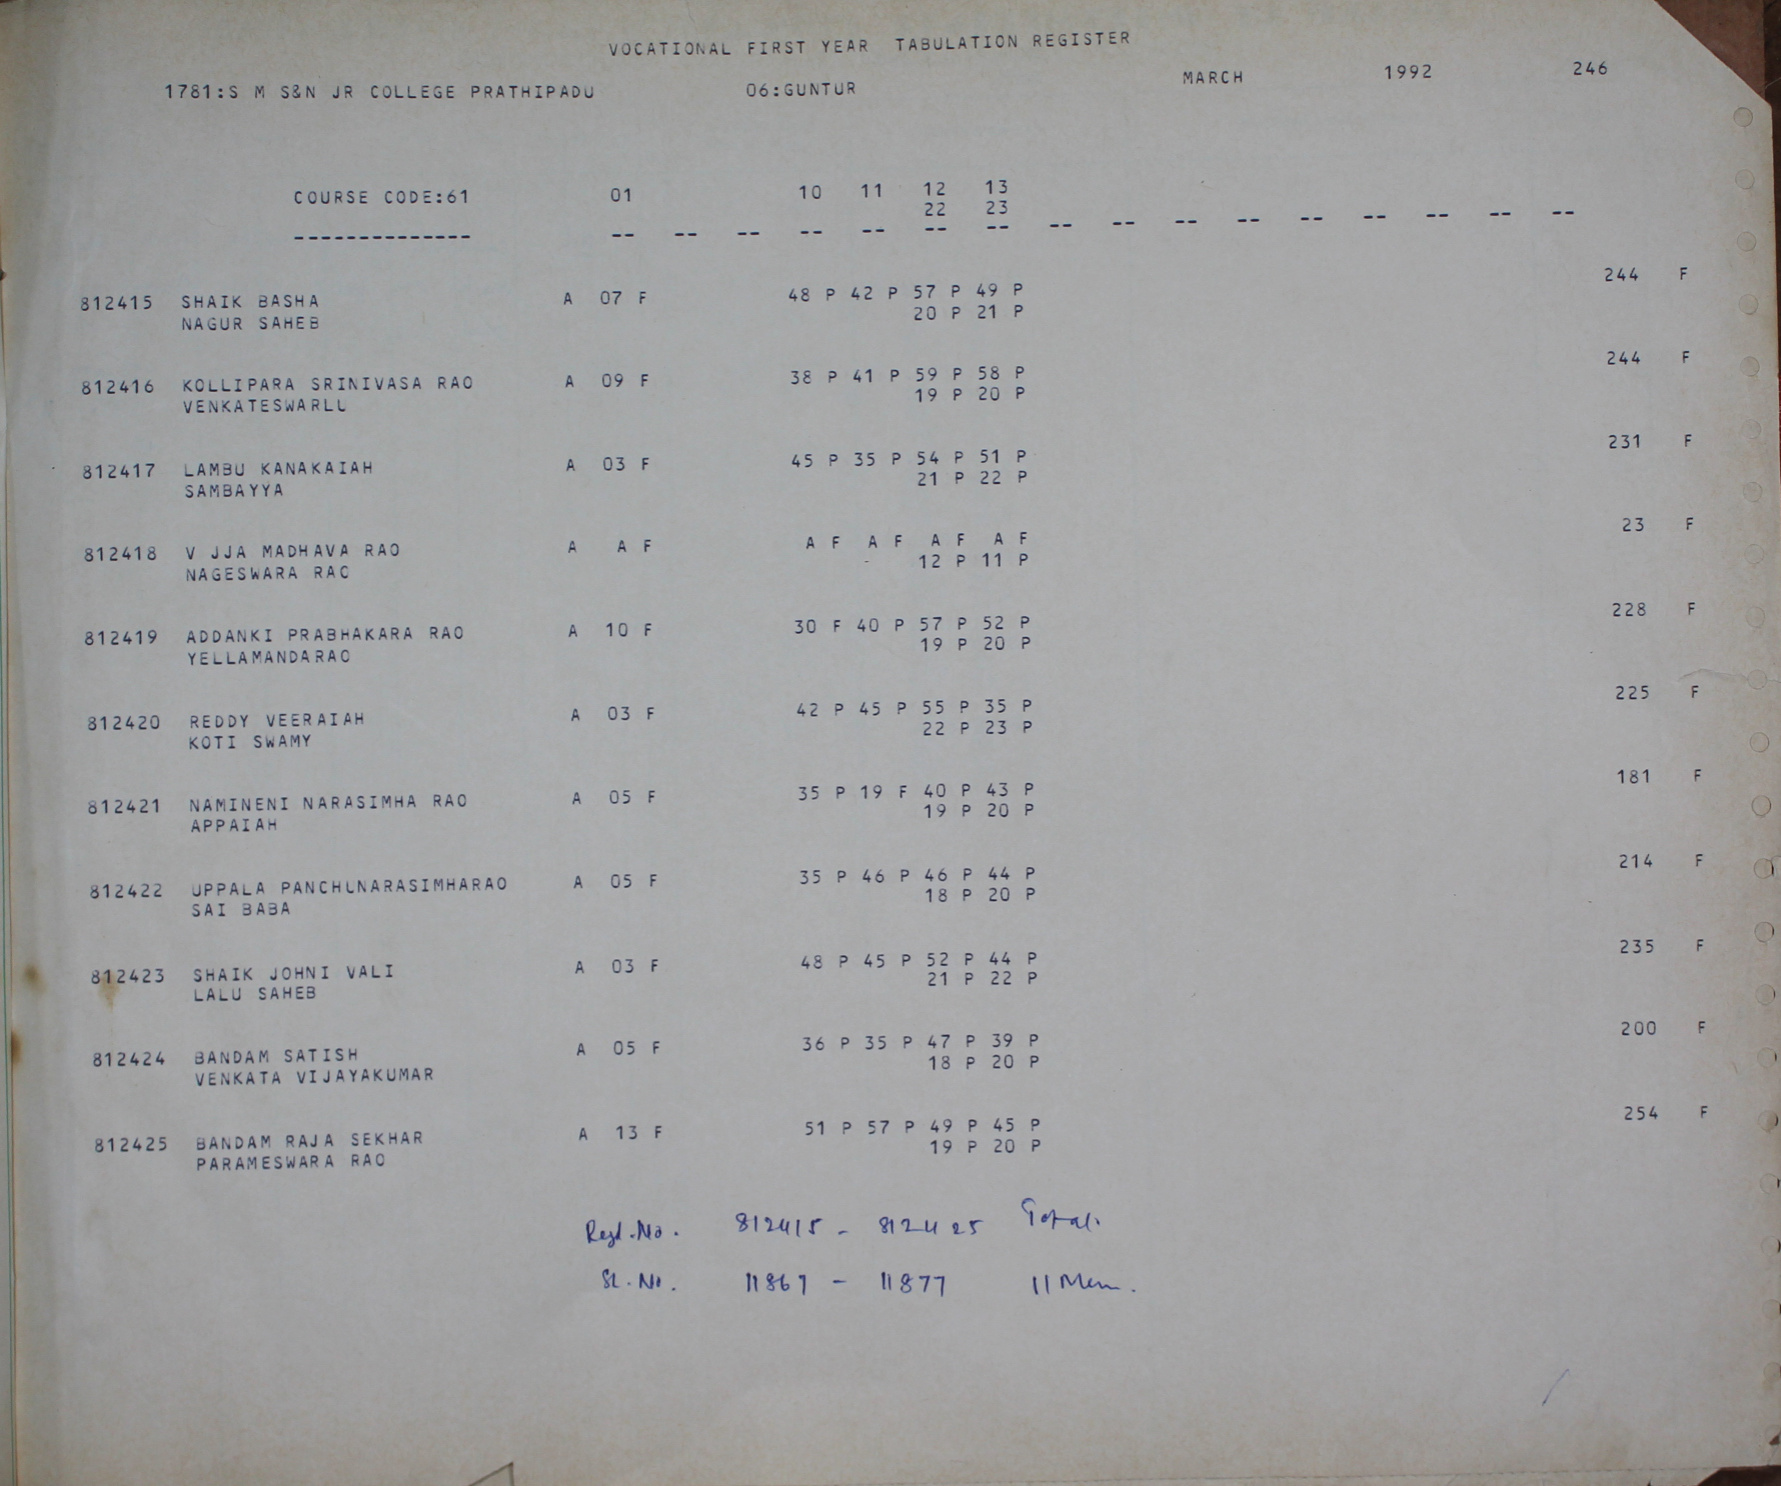 VOCATIONAL FIRST YEAR TABULATION REGISTER
1781:S M S&N JR COLLEGE PRATHIPADU 06:GUNTUR MARCH 1992 246
COURSE CODE:61 01 10 11 12 13
22 23
-------------- -- -- -- -- -- -- -- -- -- -- -- -- -- -- -- --
812415 SHAIK BASHA A 07 F 48 P 42 P 57 P 49 P 244 F
NAGUR SAHEB 20 P 21 P
812416 KOLLIPARA SRINIVASA RAO A 09 F 38 P 41 P 59 P 58 P 244 F
VENKATESWARLU 19 P 20 P
812417 LAMBU KANAKAIAH A 03 F 45 P 35 P 54 P 51 P 231 F
SAMBAYYA 21 P 22 P
812418 V JJA MADHAVA RAO A A F A F A F A F A F 23 F
NAGESWARA RAO 12 P 11 P
812419 ADDANKI PRABHAKARA RAO A 10 F 30 F 40 P 57 P 52 P 228 F
YELLAMANDARAO 19 P 20 P
812420 REDDY VEERAIAH A 03 F 42 P 45 P 55 P 35 P 225 F
KOTI SWAMY 22 P 23 P
812421 NAMINENI NARASIMHA RAO A 05 F 35 P 19 F 40 P 43 P 181 F
APPAIAH 19 P 20 P
812422 UPPALA PANCHUNARASIMHARAO A 05 F 35 P 46 P 46 P 44 P 214 F
SAI BABA 18 P 20 P
812423 SHAIK JOHNI VALI A 03 F 48 P 45 P 52 P 44 P 235 F
LALU SAHEB 21 P 22 P
812424 BANDAM SATISH A 05 F 36 P 35 P 47 P 39 P 200 F
VENKATA VIJAYAKUMAR 18 P 20 P
812425 BANDAM RAJA SEKHAR A 13 F 51 P 57 P 49 P 45 P 254 F
PARAMESWARA RAO 19 P 20 P
Regd.No. 812415 - 812425 Total.
Sl.No. 11867 - 11877 11 Mem.